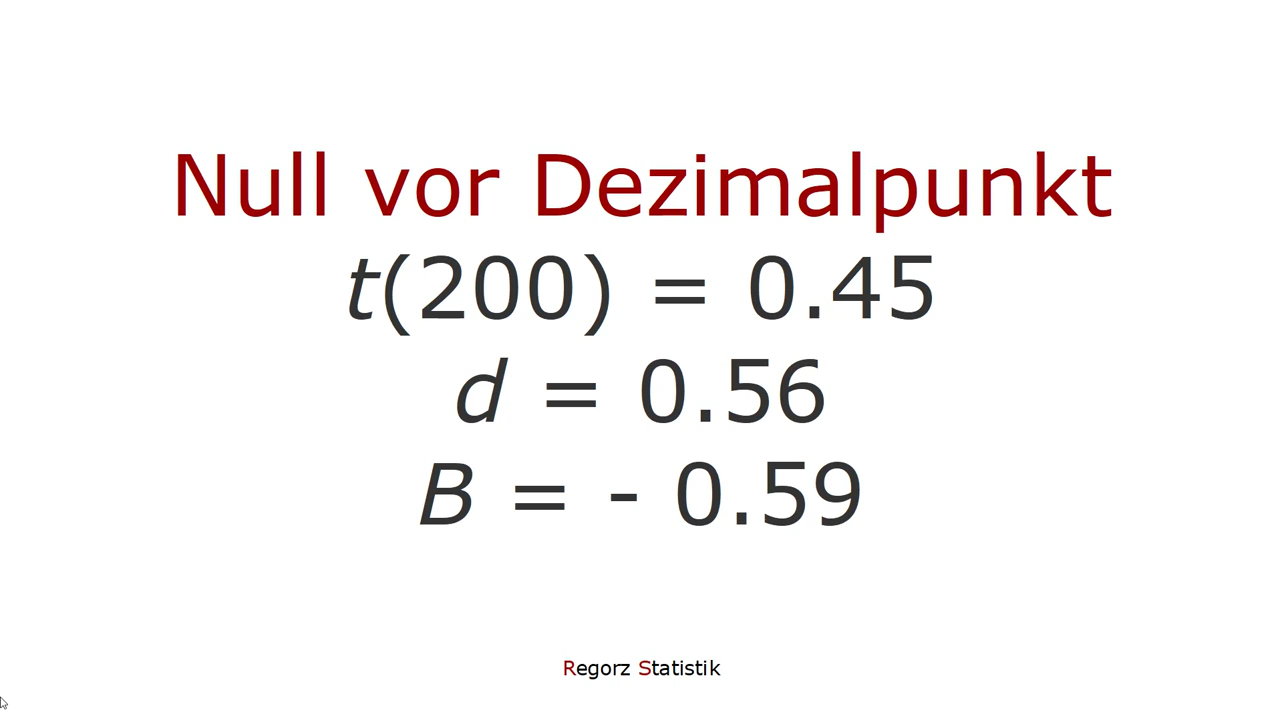 Null vor Dezimalpunkt
t(200) = 0.45
d = 0.56
B = - 0.59
Regorz Statistik